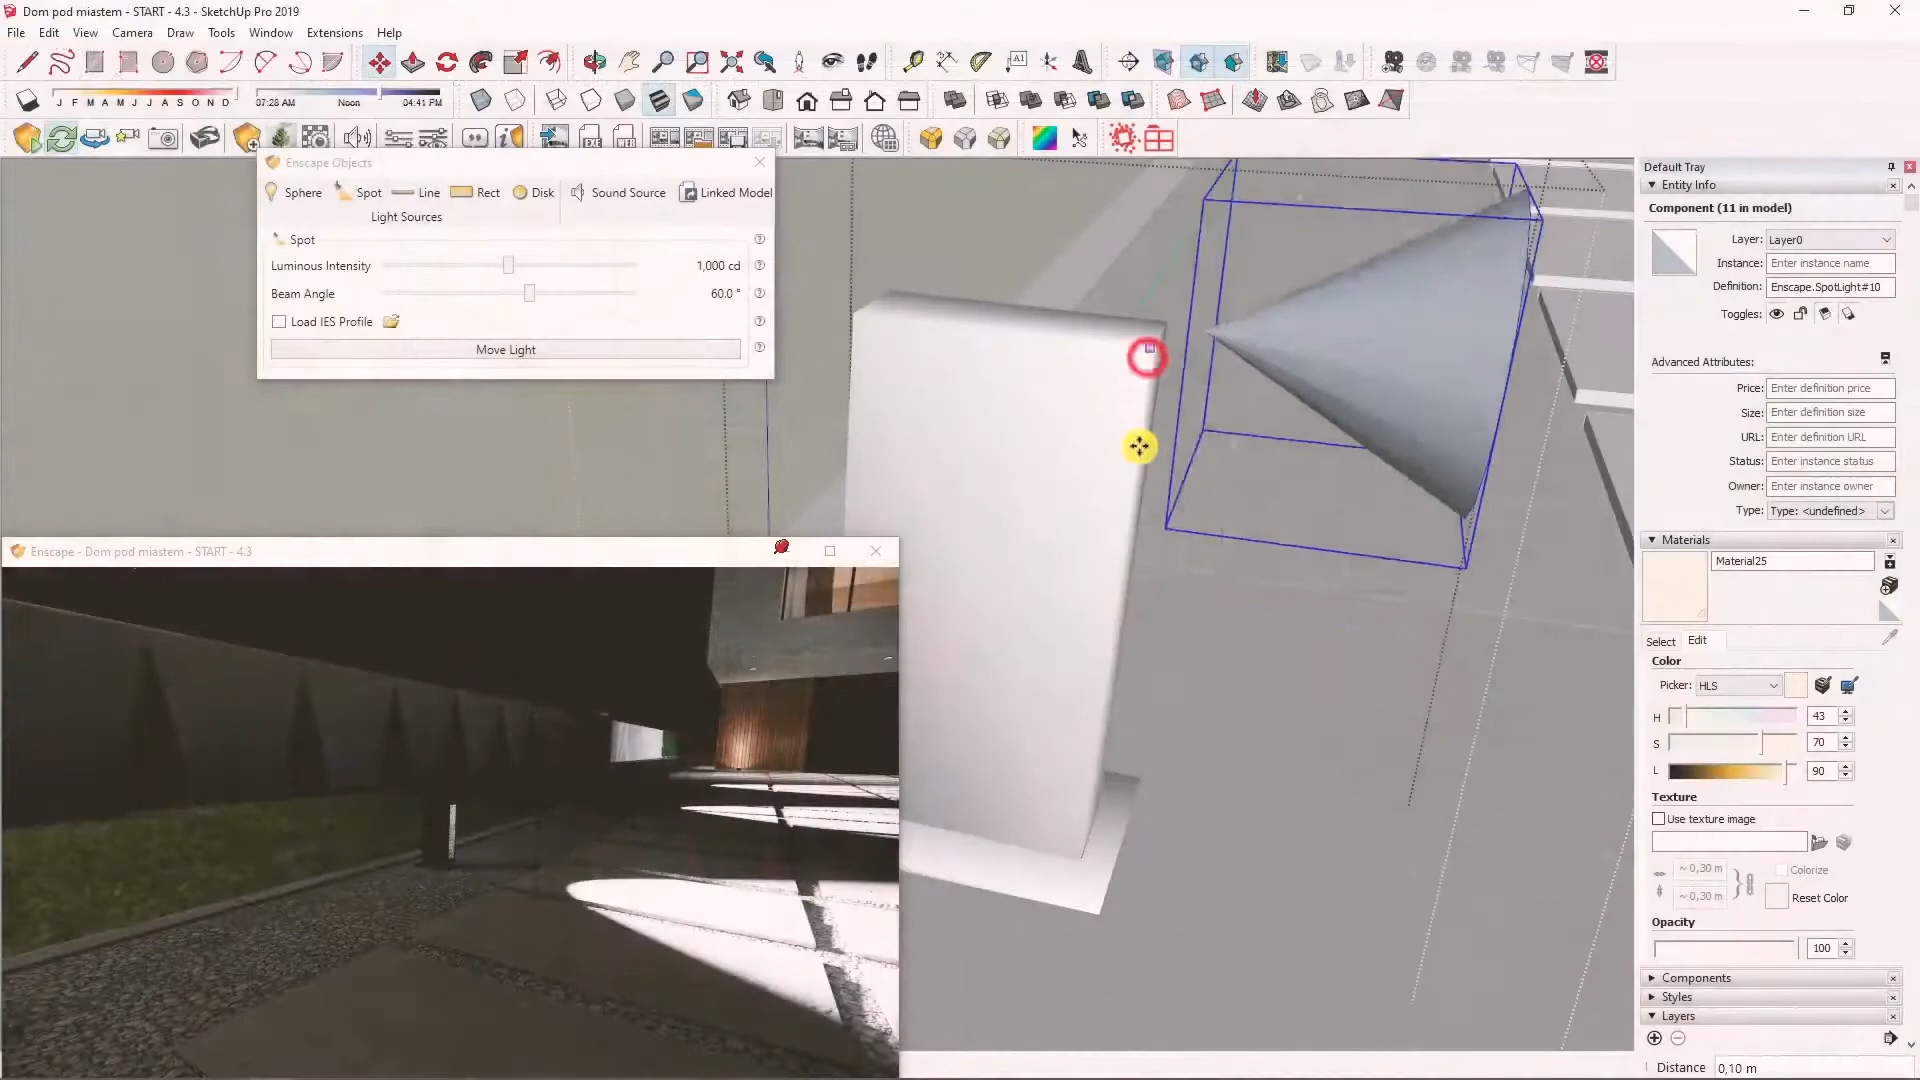 Dom pod miastem - START - 4.3 - SketchUp Pro 2019
File Edit View Camera Draw Tools Window Extensions Help
A1
J F M A M J J A S O N D 07:28 AM Noon 04:41 PM
EXE WEB
Enscape Objects
Sphere Spot Line Rect Disk Sound Source Linked Model
Light Sources
Spot
Luminous Intensity 1,000 cd
Beam Angle 60.0 °
Load IES Profile
Move Light
Enscape - Dom pod miastem - START - 4.3
Default Tray
Entity Info
Component (11 in model)
Layer: Layer0
Instance: Enter instance name
Definition: Enscape.SpotLight#10
Toggles:
Advanced Attributes:
Price: Enter definition price
Size: Enter definition size
URL: Enter definition URL
Status: Enter instance status
Owner: Enter instance owner
Type: Type: <undefined>
Materials
Material25
Select Edit
Color
Picker: HLS
H 43
S 70
L 90
Texture
Use texture image
~ 0,30 m Colorize
~ 0,30 m Reset Color
Opacity
100
Components
Styles
Layers
Distance 0,10 m